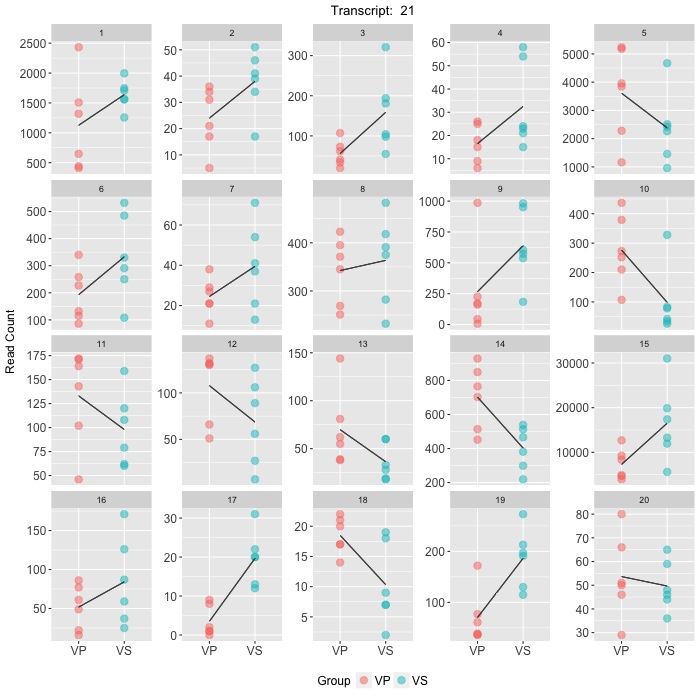 Transcript: 21
1 2 3 4 5
2500 2000 1500 1000 500
50 40 30 20 10
300 200 100
60 50 40 30 20 10
5000 4000 3000 2000 1000
6 7 8 9 10
500 400 300 200 100
60 40 20
400 300
1000 750 500 250 0
400 300 200 100
Read Count
11 12 13 14 15
175 150 125 100 75 50
100 50
150 100 50
800 600 400 200
30000 20000 10000
16 17 18 19 20
150 100 50
30 20 10 0
20 15 10 5
200 100
80 70 60 50 40 30
VP VS VP VS VP VS VP VS VP VS
Group VP VS